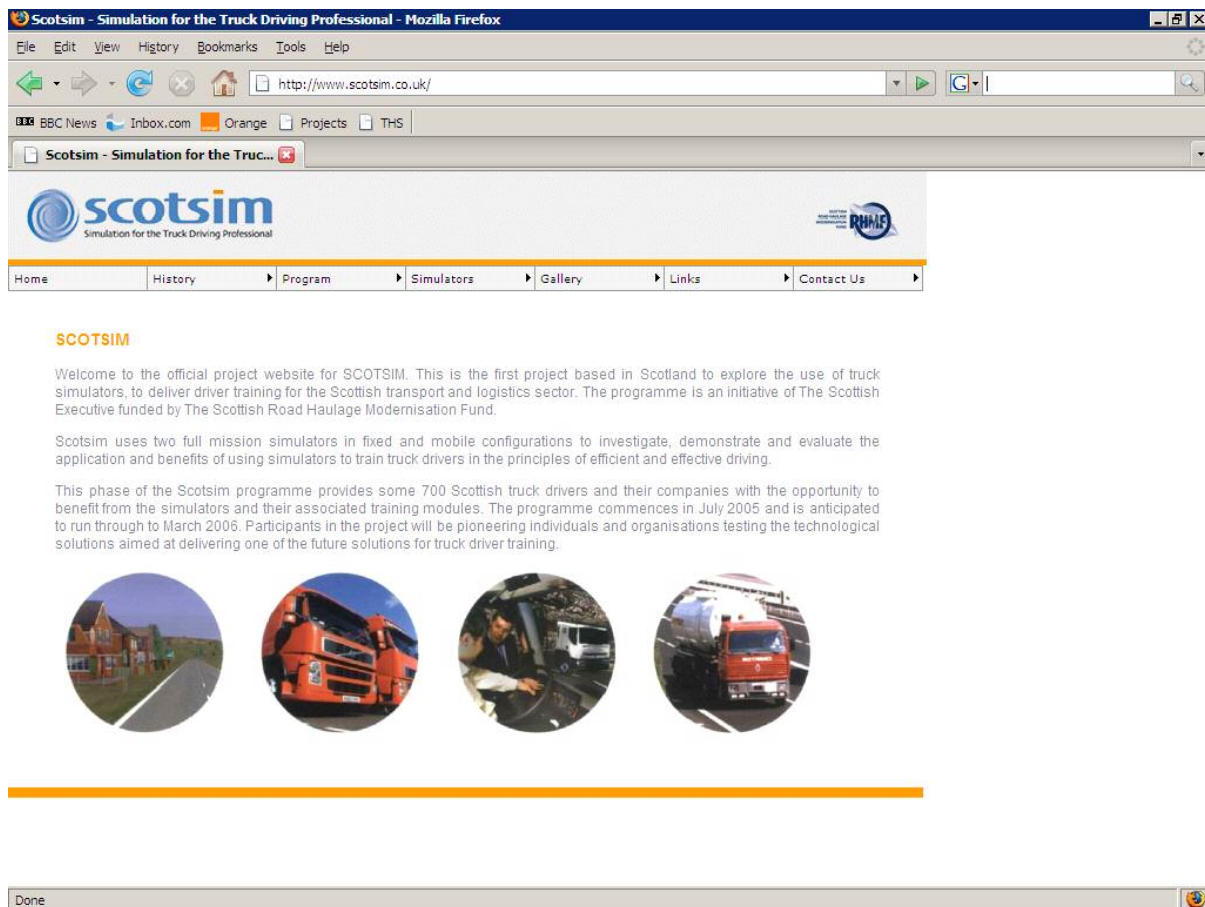 Scotsim - Simulation for the Truck Driving Professional - Mozilla Firefox
File Edit View History Bookmarks Tools Help
http://www.scotsim.co.uk/
G
BBC News Inbox.com Orange Projects THS
Scotsim - Simulation for the Truc...
scotsim
Simulation for the Truck Driving Professional
RHMF
Home History Program Simulators Gallery Links Contact Us
SCOTSIM
Welcome to the official project website for SCOTSIM. This is the first project based in Scotland to explore the use of truck
simulators, to deliver driver training for the Scottish transport and logistics sector. The programme is an initiative of The Scottish
Executive funded by The Scottish Road Haulage Modernisation Fund.
Scotsim uses two full mission simulators in fixed and mobile configurations to investigate, demonstrate and evaluate the
application and benefits of using simulators to train truck drivers in the principles of efficient and effective driving.
This phase of the Scotsim programme provides some 700 Scottish truck drivers and their companies with the opportunity to
benefit from the simulators and their associated training modules. The programme commences in July 2005 and is anticipated
to run through to March 2006. Participants in the project will be pioneering individuals and organisations testing the technological
solutions aimed at delivering one of the future solutions for truck driver training.
Done